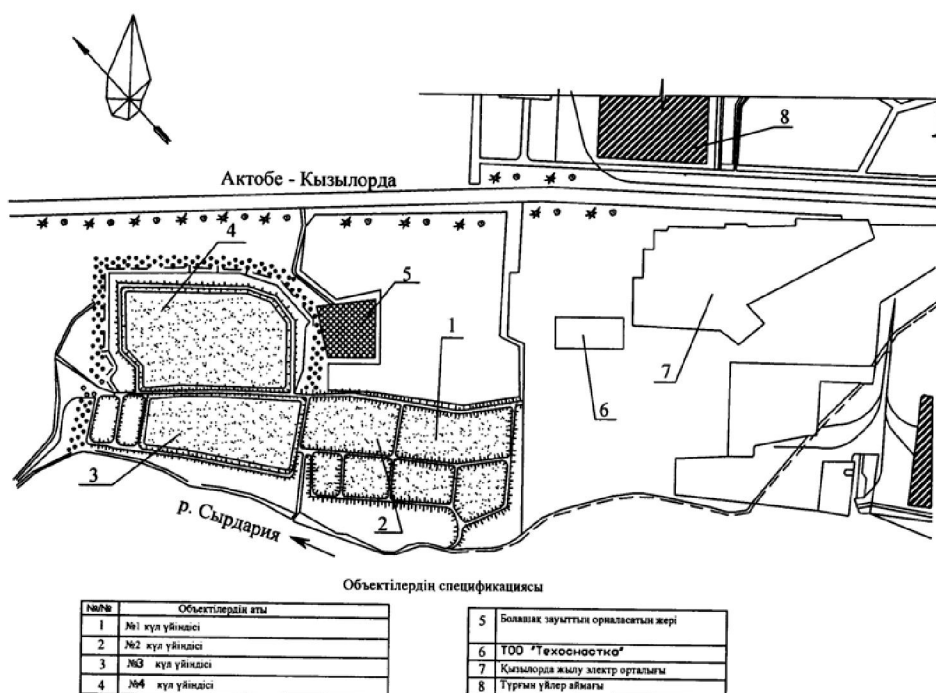 8
Актобе - Кызылорда
4
5
1
7
6
3
2
р. Сырдария
Объектілердің спецификациясы
№/№ Объектілердің аты
1 №1 күл үйіндісі
2 №2 күл үйіндісі
3 №3 күл үйіндісі
4 №4 күл үйіндісі
5 Болашақ зауыттың орналасатын жері
6 ТОО "Техоснастка"
7 Қызылорда жылу электр орталығы
8 Тұрғын үйлер аймағы